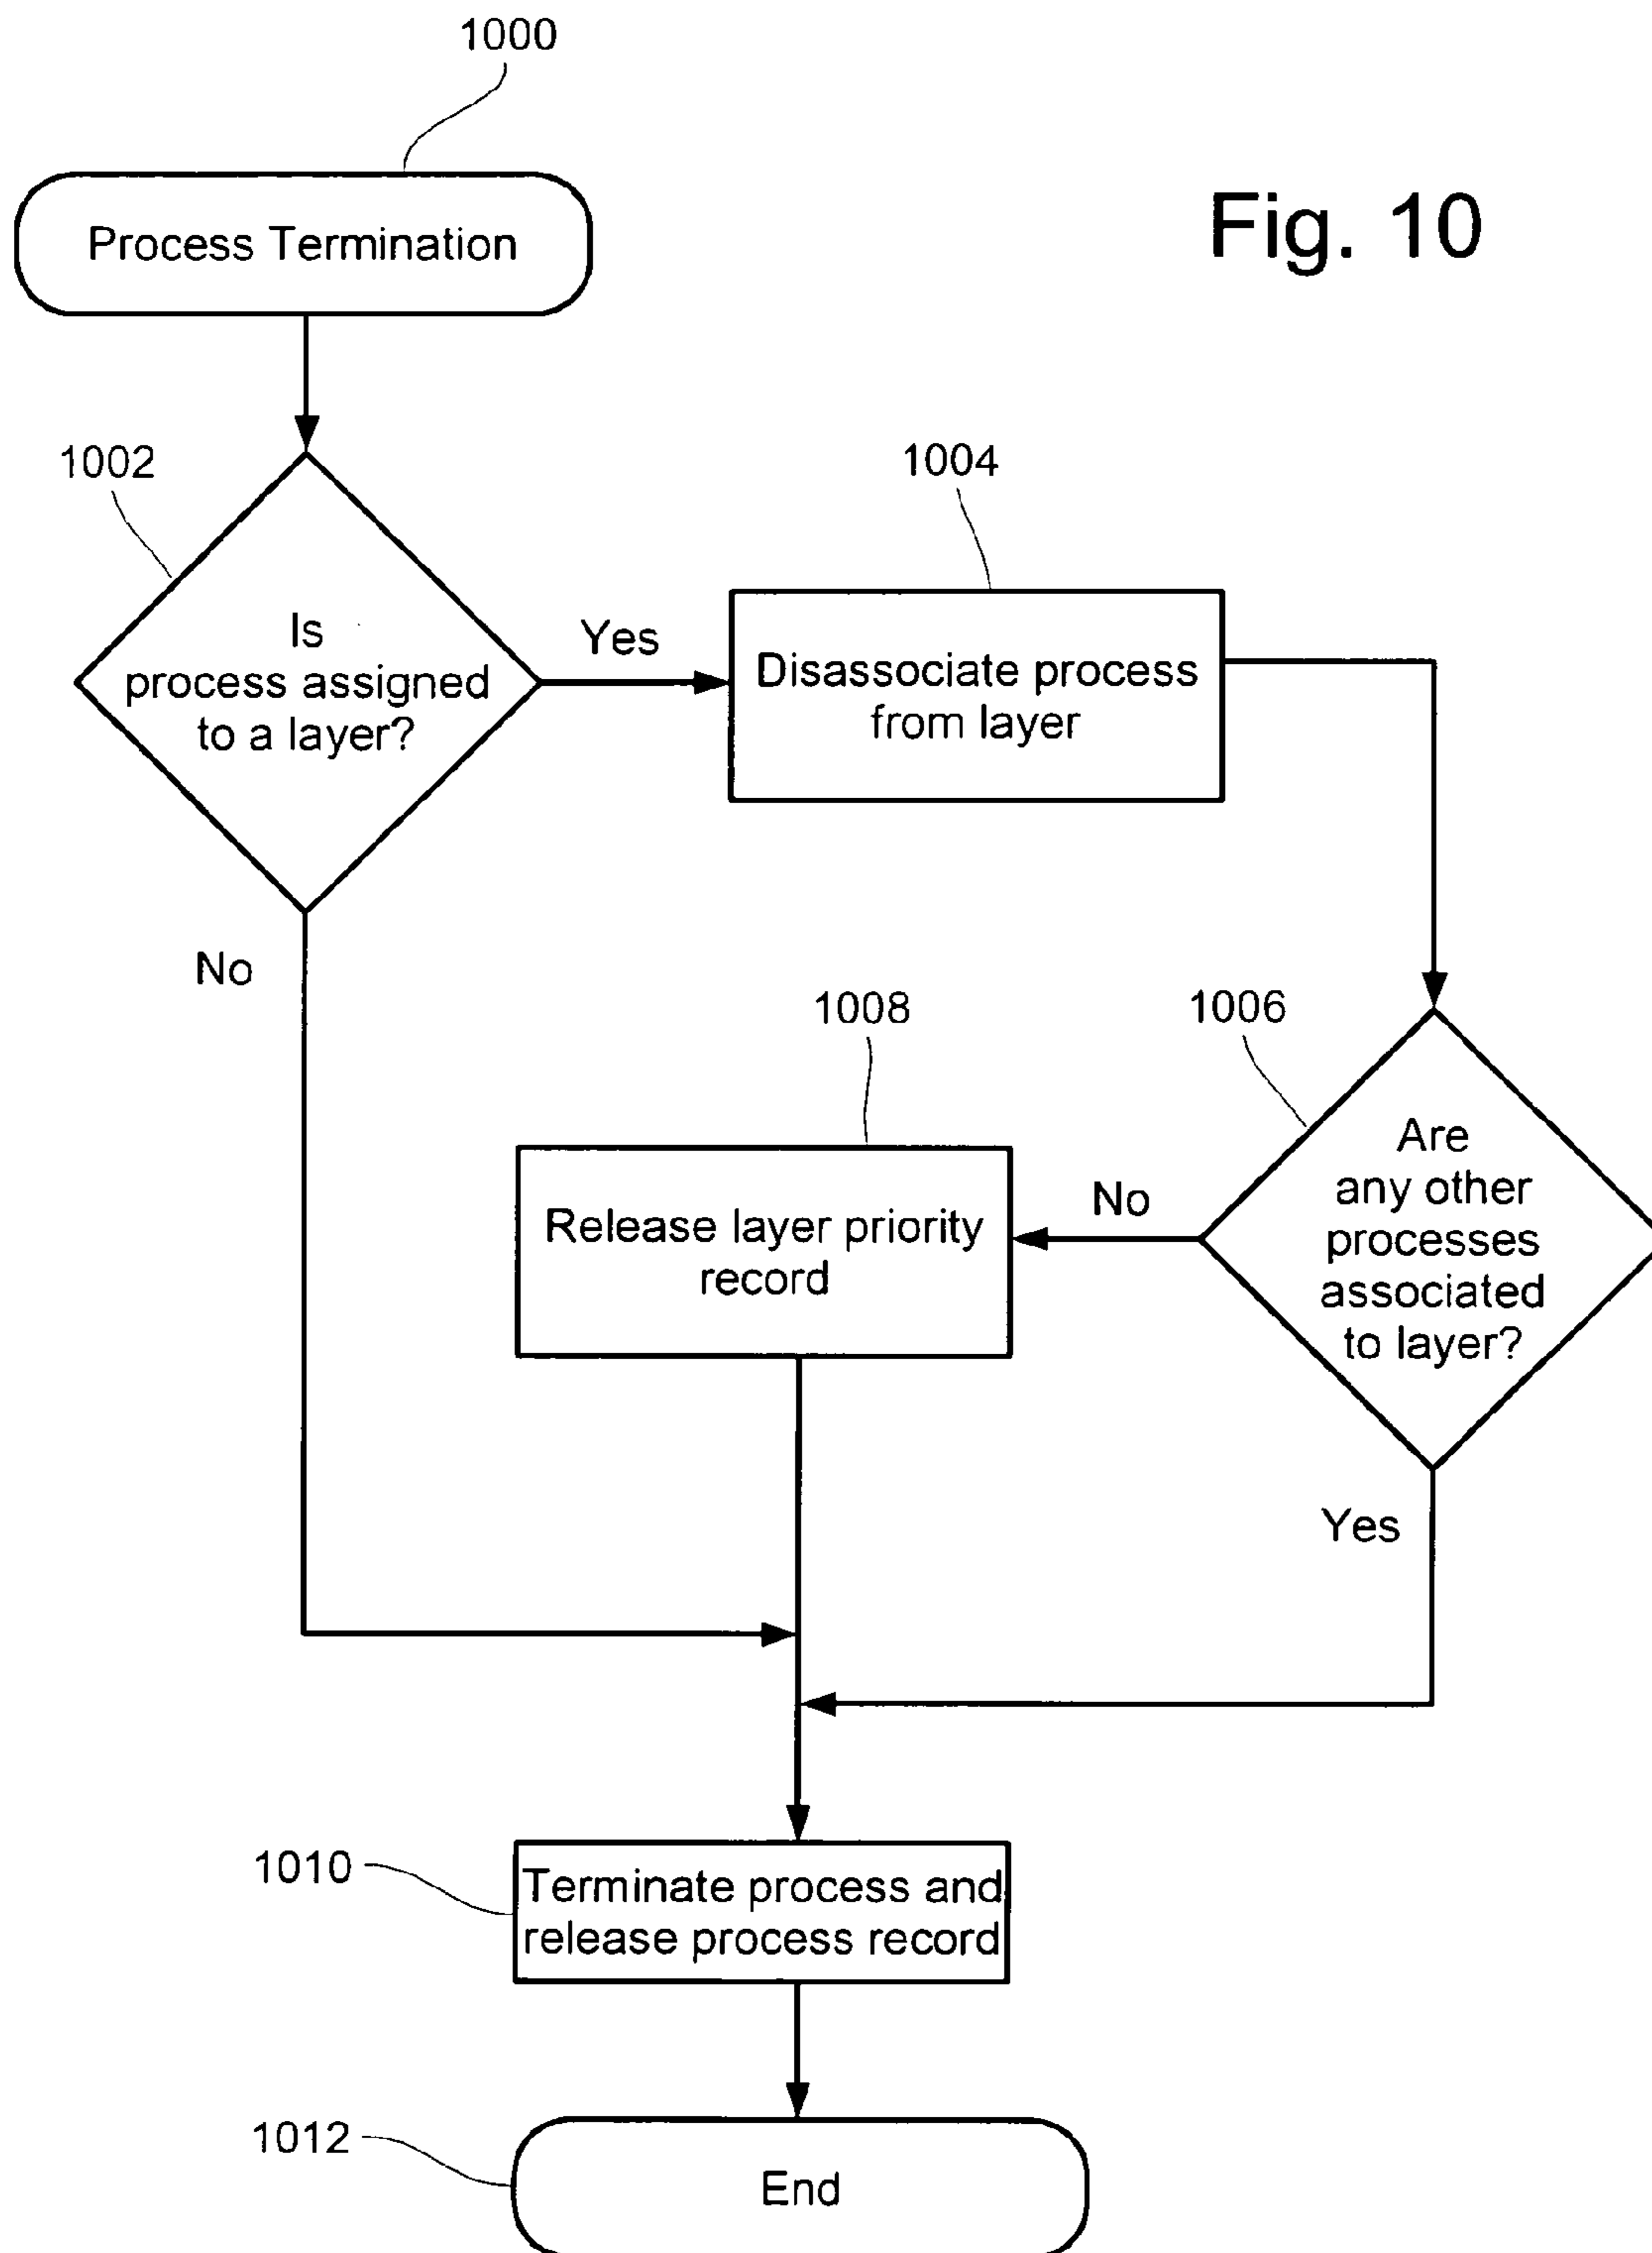 1000
Process Termination
Fig. 10
1002
1004
Is
process assigned
to a layer?
Yes
Disassociate process
from layer
No
1008
1006
Release layer priority
record
No
Are
any other
processes
associated
to layer?
Yes
1010
Terminate process and
release process record
1012
End